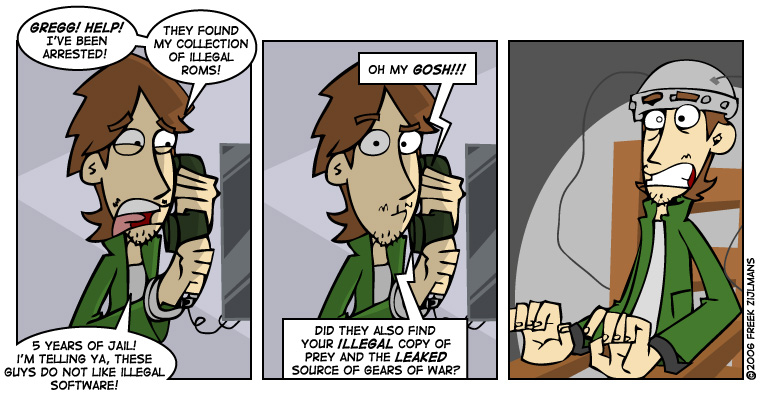 GREGG! HELP!
I'VE BEEN
ARRESTED!
THEY FOUND
MY COLLECTION
OF ILLEGAL
ROMS!
5 YEARS OF JAIL!
I'M TELLING YA, THESE
GUYS DO NOT LIKE ILLEGAL
SOFTWARE!
OH MY GOSH!!!
DID THEY ALSO FIND
YOUR ILLEGAL COPY OF
PREY AND THE LEAKED
SOURCE OF GEARS OF WAR?
©2006 FREEK ZIJLMANS